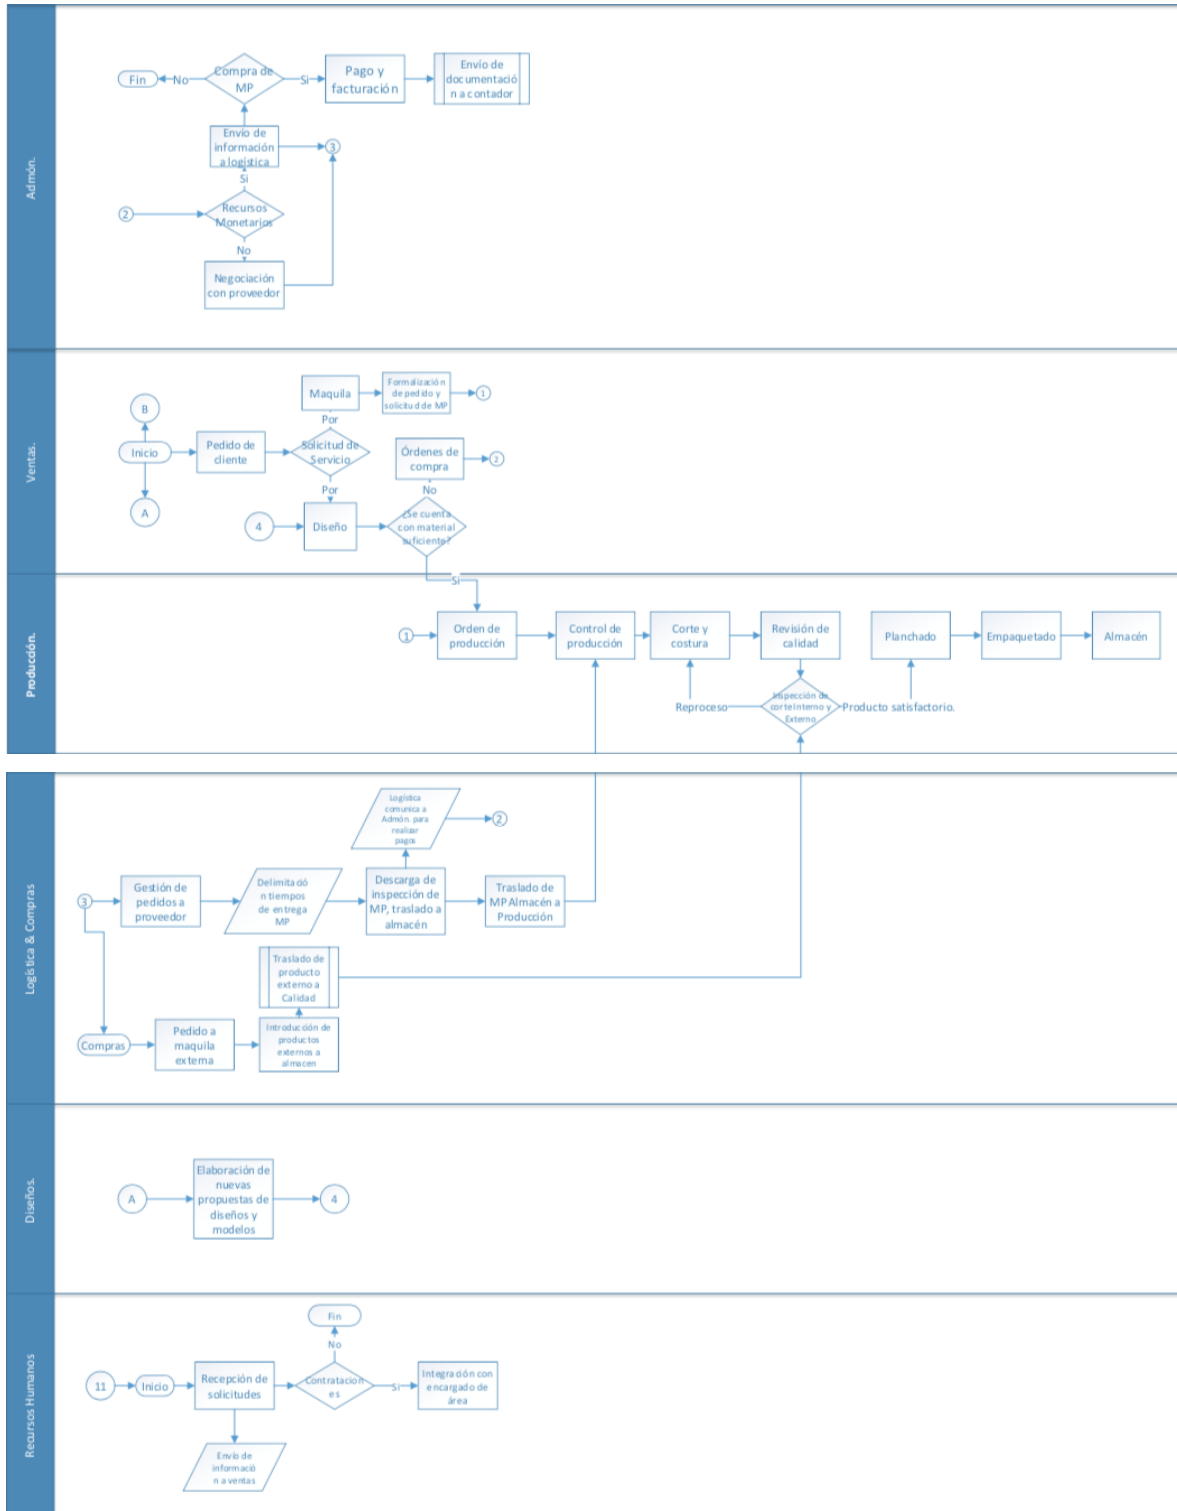 Admón.
Fin
No
Compra de
MP
Si
Pago y
facturación
Envío de
documentació
n a contador
Envío de
información
a logística
3
Si
2
Recursos
Monetarios
No
Negociación
con proveedor
Ventas.
B
Inicio
A
Pedido de
cliente
Solicitud de
Servicio
Por
Maquila
Formalización
de pedido y
solicitud de MP
1
Por
4
Diseño
¿Se cuenta
con material
suficiente?
No
Órdenes de
compra
2
Si
Producción.
1
Orden de
producción
Control de
producción
Corte y
costura
Revisión de
calidad
Planchado
Empaquetado
Almacén
Reproceso
Inspección de
corte Interno y
Externo
Producto satisfactorio.
Logística & Compras
Logística
comunica a
Admón. para
realizar
pagos
2
3
Gestión de
pedidos a
proveedor
Delimitació
n tiempos
de entrega
MP
Descarga de
inspección de
MP, traslado a
almacén
Traslado de
MP Almacén a
Producción
Traslado de
producto
externo a
Calidad
Compras
Pedido a
maquila
externa
Introducción de
productos
externos a
almacen
Diseños.
A
Elaboración de
nuevas
propuestas de
diseños y
modelos
4
Recursos Humanos
Fin
No
11
Inicio
Recepción de
solicitudes
Contratacion
es
Si
Integración con
encargado de
área
Envío de
informació
n a ventas